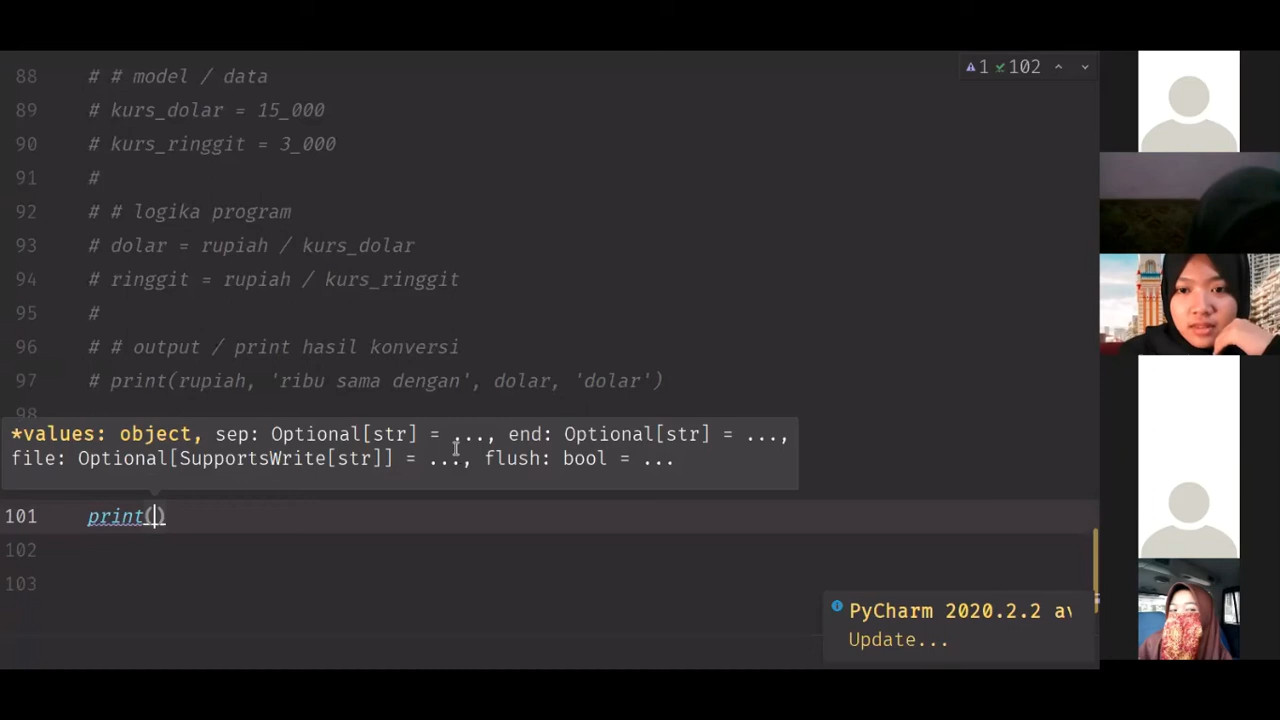 88 # # model / data
89 # kurs_dolar = 15_000
90 # kurs_ringgit = 3_000
91 #
92 # # logika program
93 # dolar = rupiah / kurs_dolar
94 # ringgit = rupiah / kurs_ringgit
95 #
96 # # output / print hasil konversi
97 # print(rupiah, 'ribu sama dengan', dolar, 'dolar')
98
*values: object, sep: Optional[str] = ..., end: Optional[str] = ...,
file: Optional[SupportsWrite[str]] = ..., flush: bool = ...
101 print()
102
103
1 102
PyCharm 2020.2.2 av
Update...